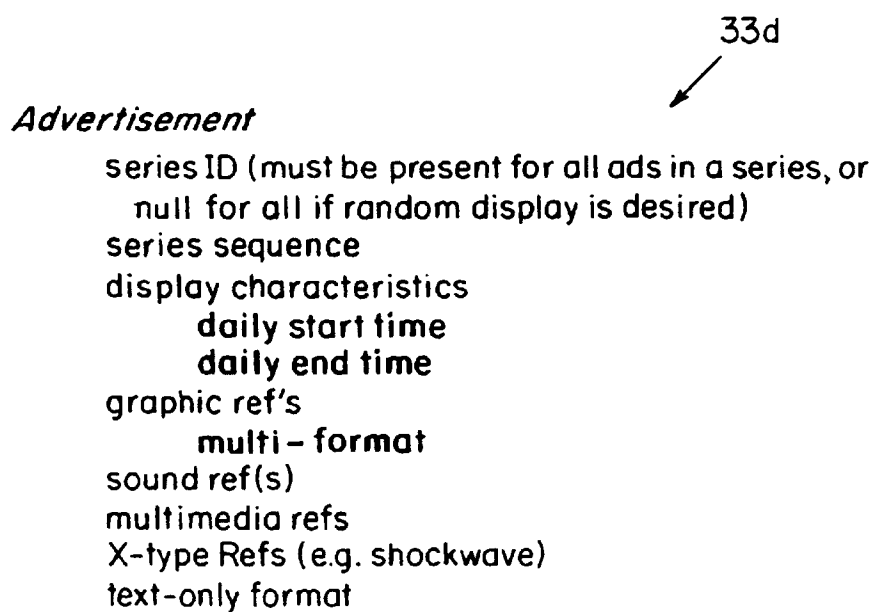 33d
Advertisement
series ID (must be present for all ads in a series, or
null for all if random display is desired)
series sequence
display characteristics
daily start time
daily end time
graphic ref's
multi-format
sound ref(s)
multimedia refs
X-type Refs (e.g. shockwave)
text-only format